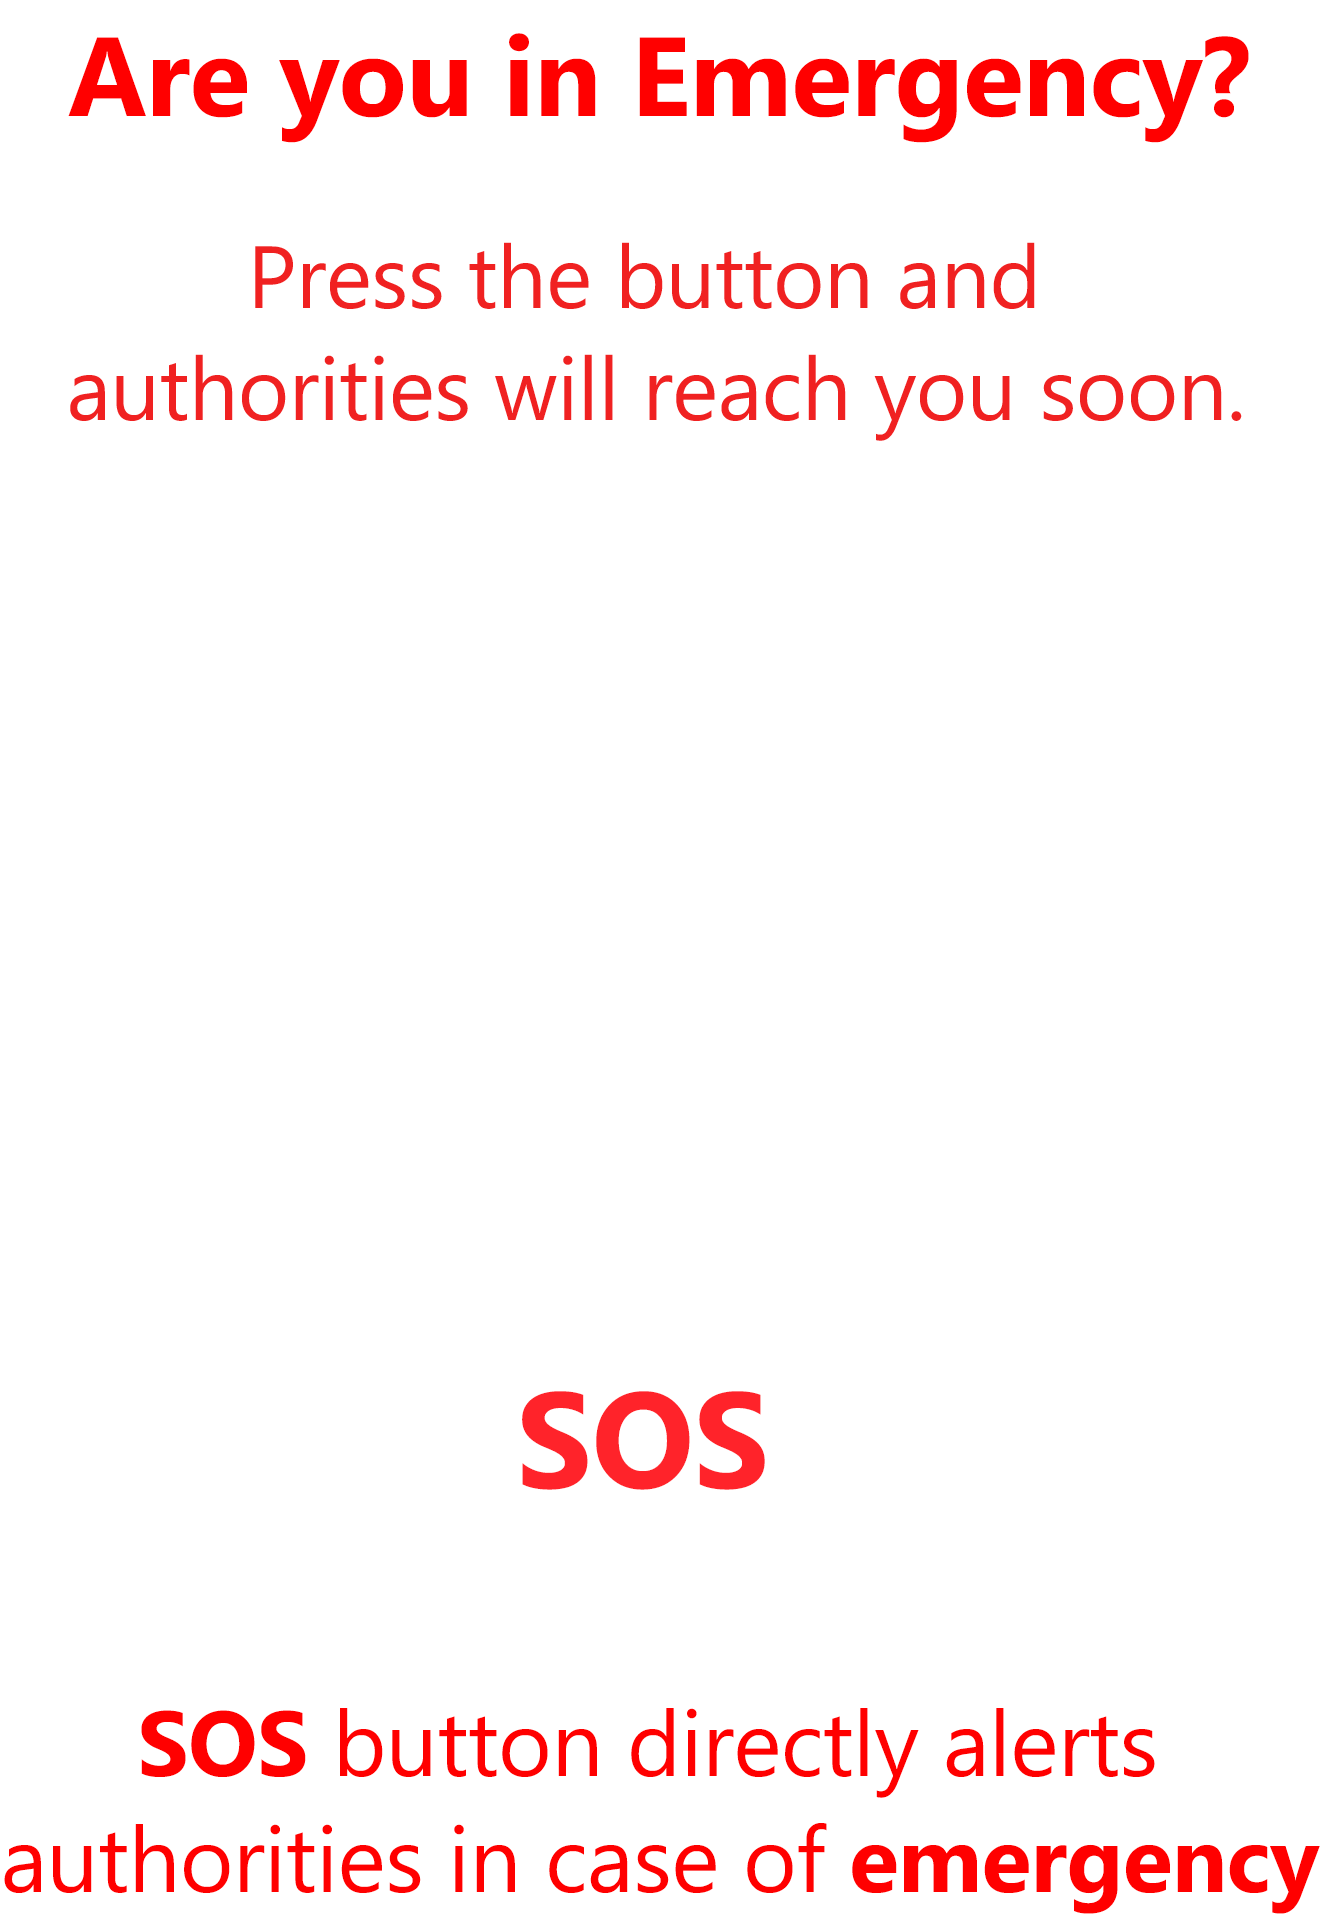 Are you in Emergency?
Press the button and
authorities will reach you soon.
SOS
SOS button directly alerts
authorities in case of emergency